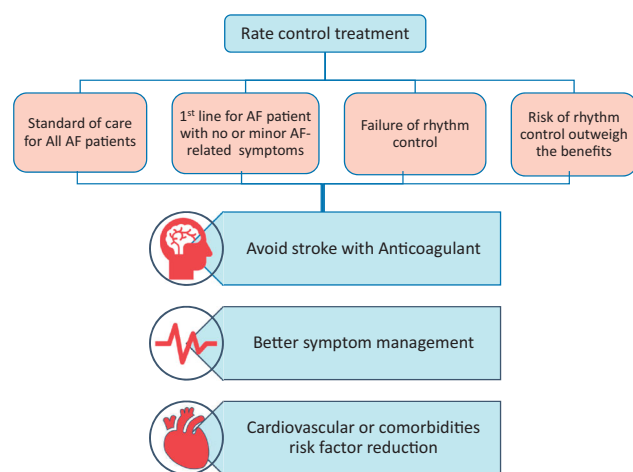 Rate control treatment
Standard of care
for All AF patients
1st line for AF patient
with no or minor AF-
related symptoms
Failure of rhythm
control
Risk of rhythm
control outweigh
the benefits
Avoid stroke with Anticoagulant
Better symptom management
Cardiovascular or comorbidities
risk factor reduction